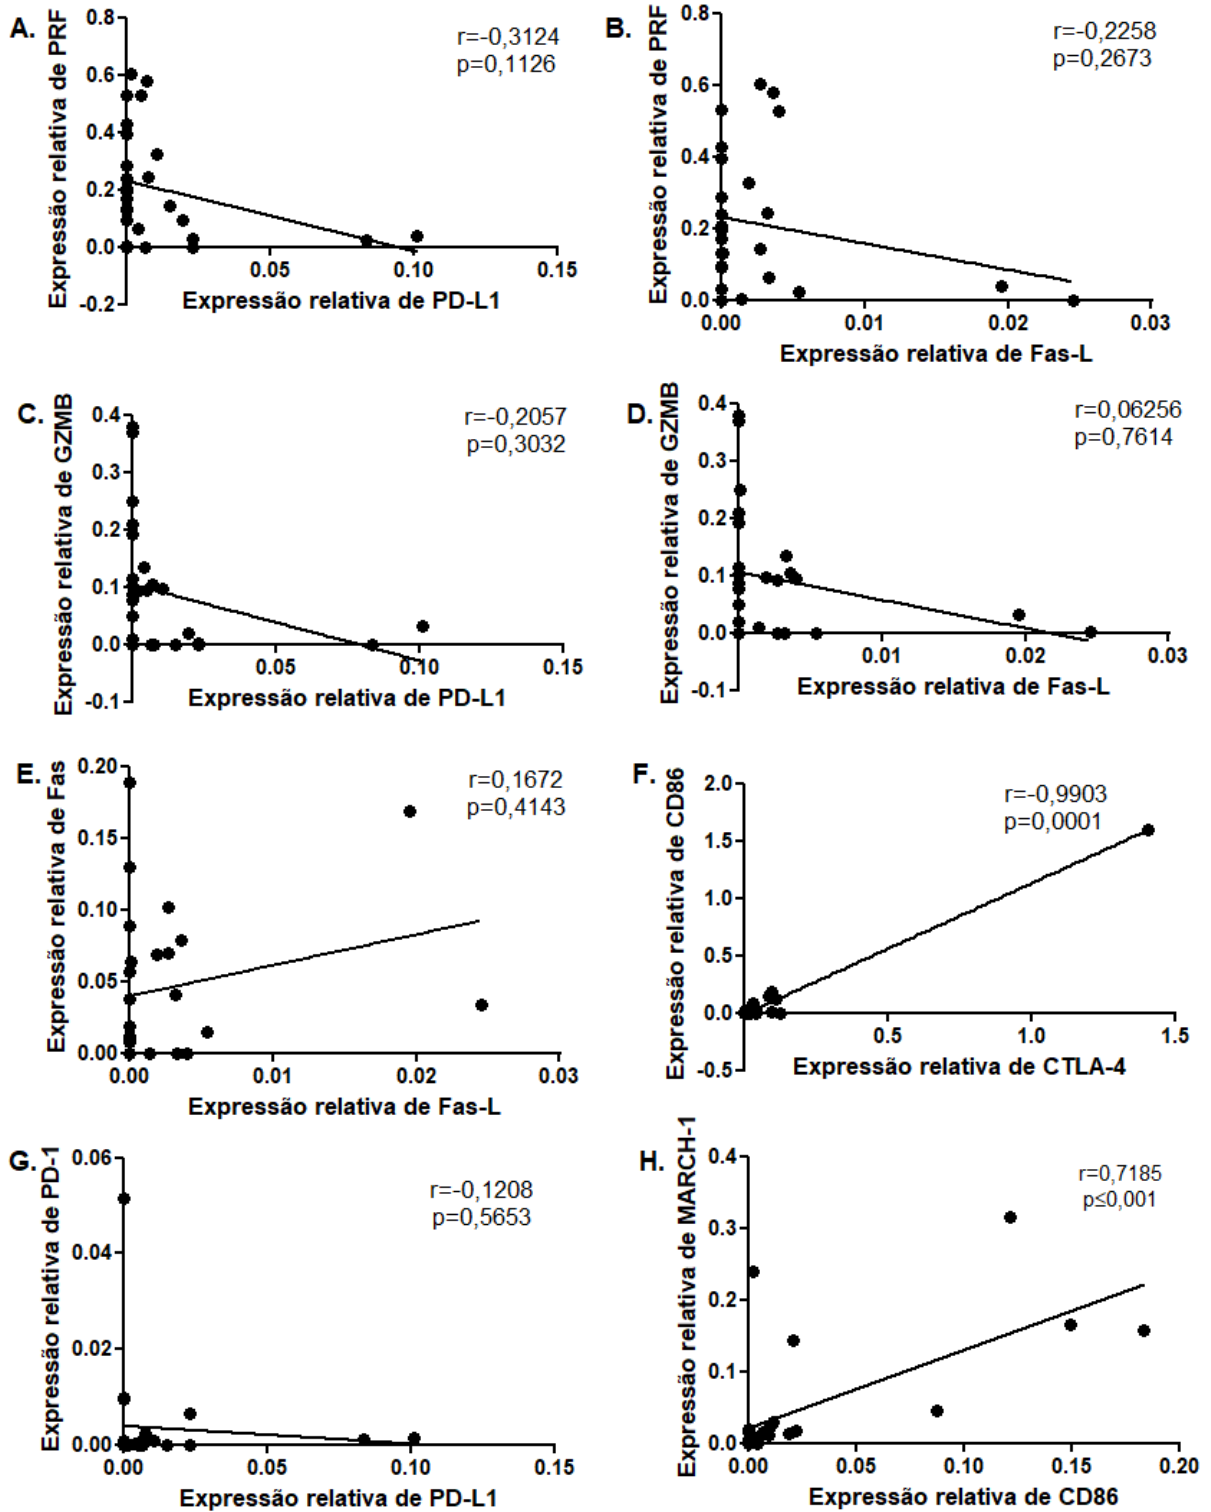 A.
Expressão relativa de PRF
0.8
0.6
0.4
0.2
0.0
-0.2
r=-0,3124
p=0,1126
0.05
0.10
0.15
Expressão relativa de PD-L1
B.
Expressão relativa de PRF
0.8
0.6
0.4
0.2
0.0
r=-0,2258
p=0,2673
0.00
0.01
0.02
0.03
Expressão relativa de Fas-L
C.
Expressão relativa de GZMB
0.4
0.3
0.2
0.1
0.0
-0.1
r=-0,2057
p=0,3032
0.05
0.10
0.15
Expressão relativa de PD-L1
D.
Expressão relativa de GZMB
0.4
0.3
0.2
0.1
0.0
-0.1
r=0,06256
p=0,7614
0.01
0.02
0.03
Expressão relativa de Fas-L
E.
Expressão relativa de Fas
0.20
0.15
0.10
0.05
0.00
r=0,1672
p=0,4143
0.00
0.01
0.02
0.03
Expressão relativa de Fas-L
F.
Expressão relativa de CD86
2.0
1.5
1.0
0.5
0.0
-0.5
r=-0,9903
p=0,0001
0.5
1.0
1.5
Expressão relativa de CTLA-4
G.
Expressão relativa de PD-1
0.06
0.04
0.02
0.00
r=-0,1208
p=0,5653
0.00
0.05
0.10
0.15
Expressão relativa de PD-L1
H.
Expressão relativa de MARCH-1
0.4
0.3
0.2
0.1
0.0
r=0,7185
p≤0,001
0.00
0.05
0.10
0.15
0.20
Expressão relativa de CD86